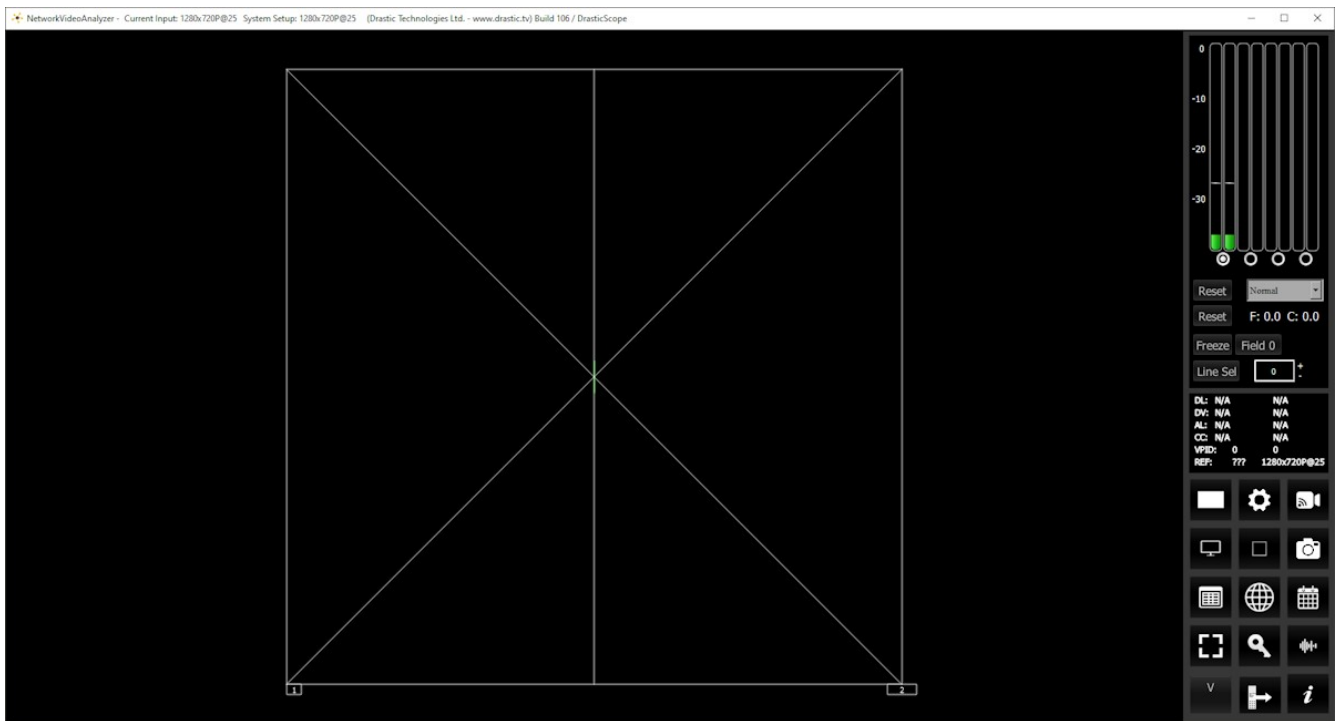 NetworkVideoAnalyzer - Current Input: 1280x720P@25 System Setup: 1280x720P@25 (Drastic Technologies Ltd. - www.drastic.tv) Build 106 / DrasticScope
0
-10
-20
-30
Reset Normal
Reset F: 0.0 C: 0.0
Freeze Field 0
Line Sel 0 + -
DL: N/A N/A
DV: N/A N/A
AL: N/A N/A
CC: N/A N/A
VPID: 0 0
REF: ??? 1280x720P@25
V i
1 2